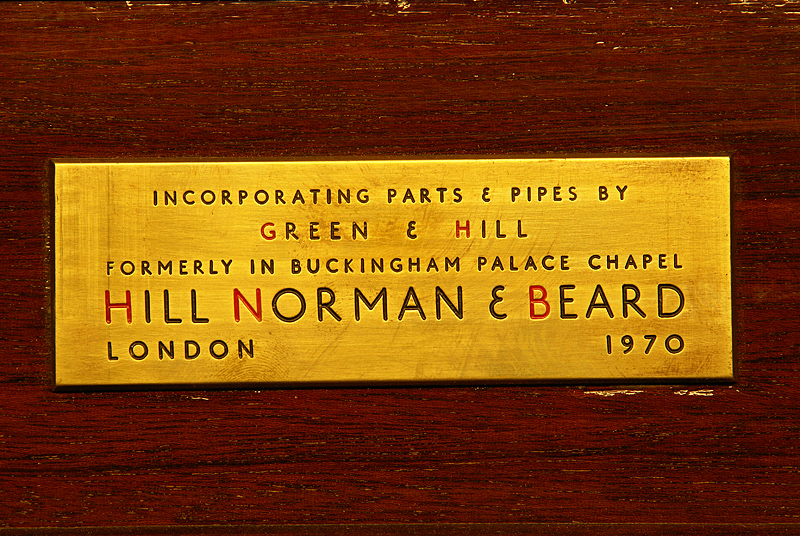 INCORPORATING PARTS & PIPES BY
GREEN & HILL
FORMERLY IN BUCKINGHAM PALACE CHAPEL
HILL NORMAN & BEARD
LONDON 1970